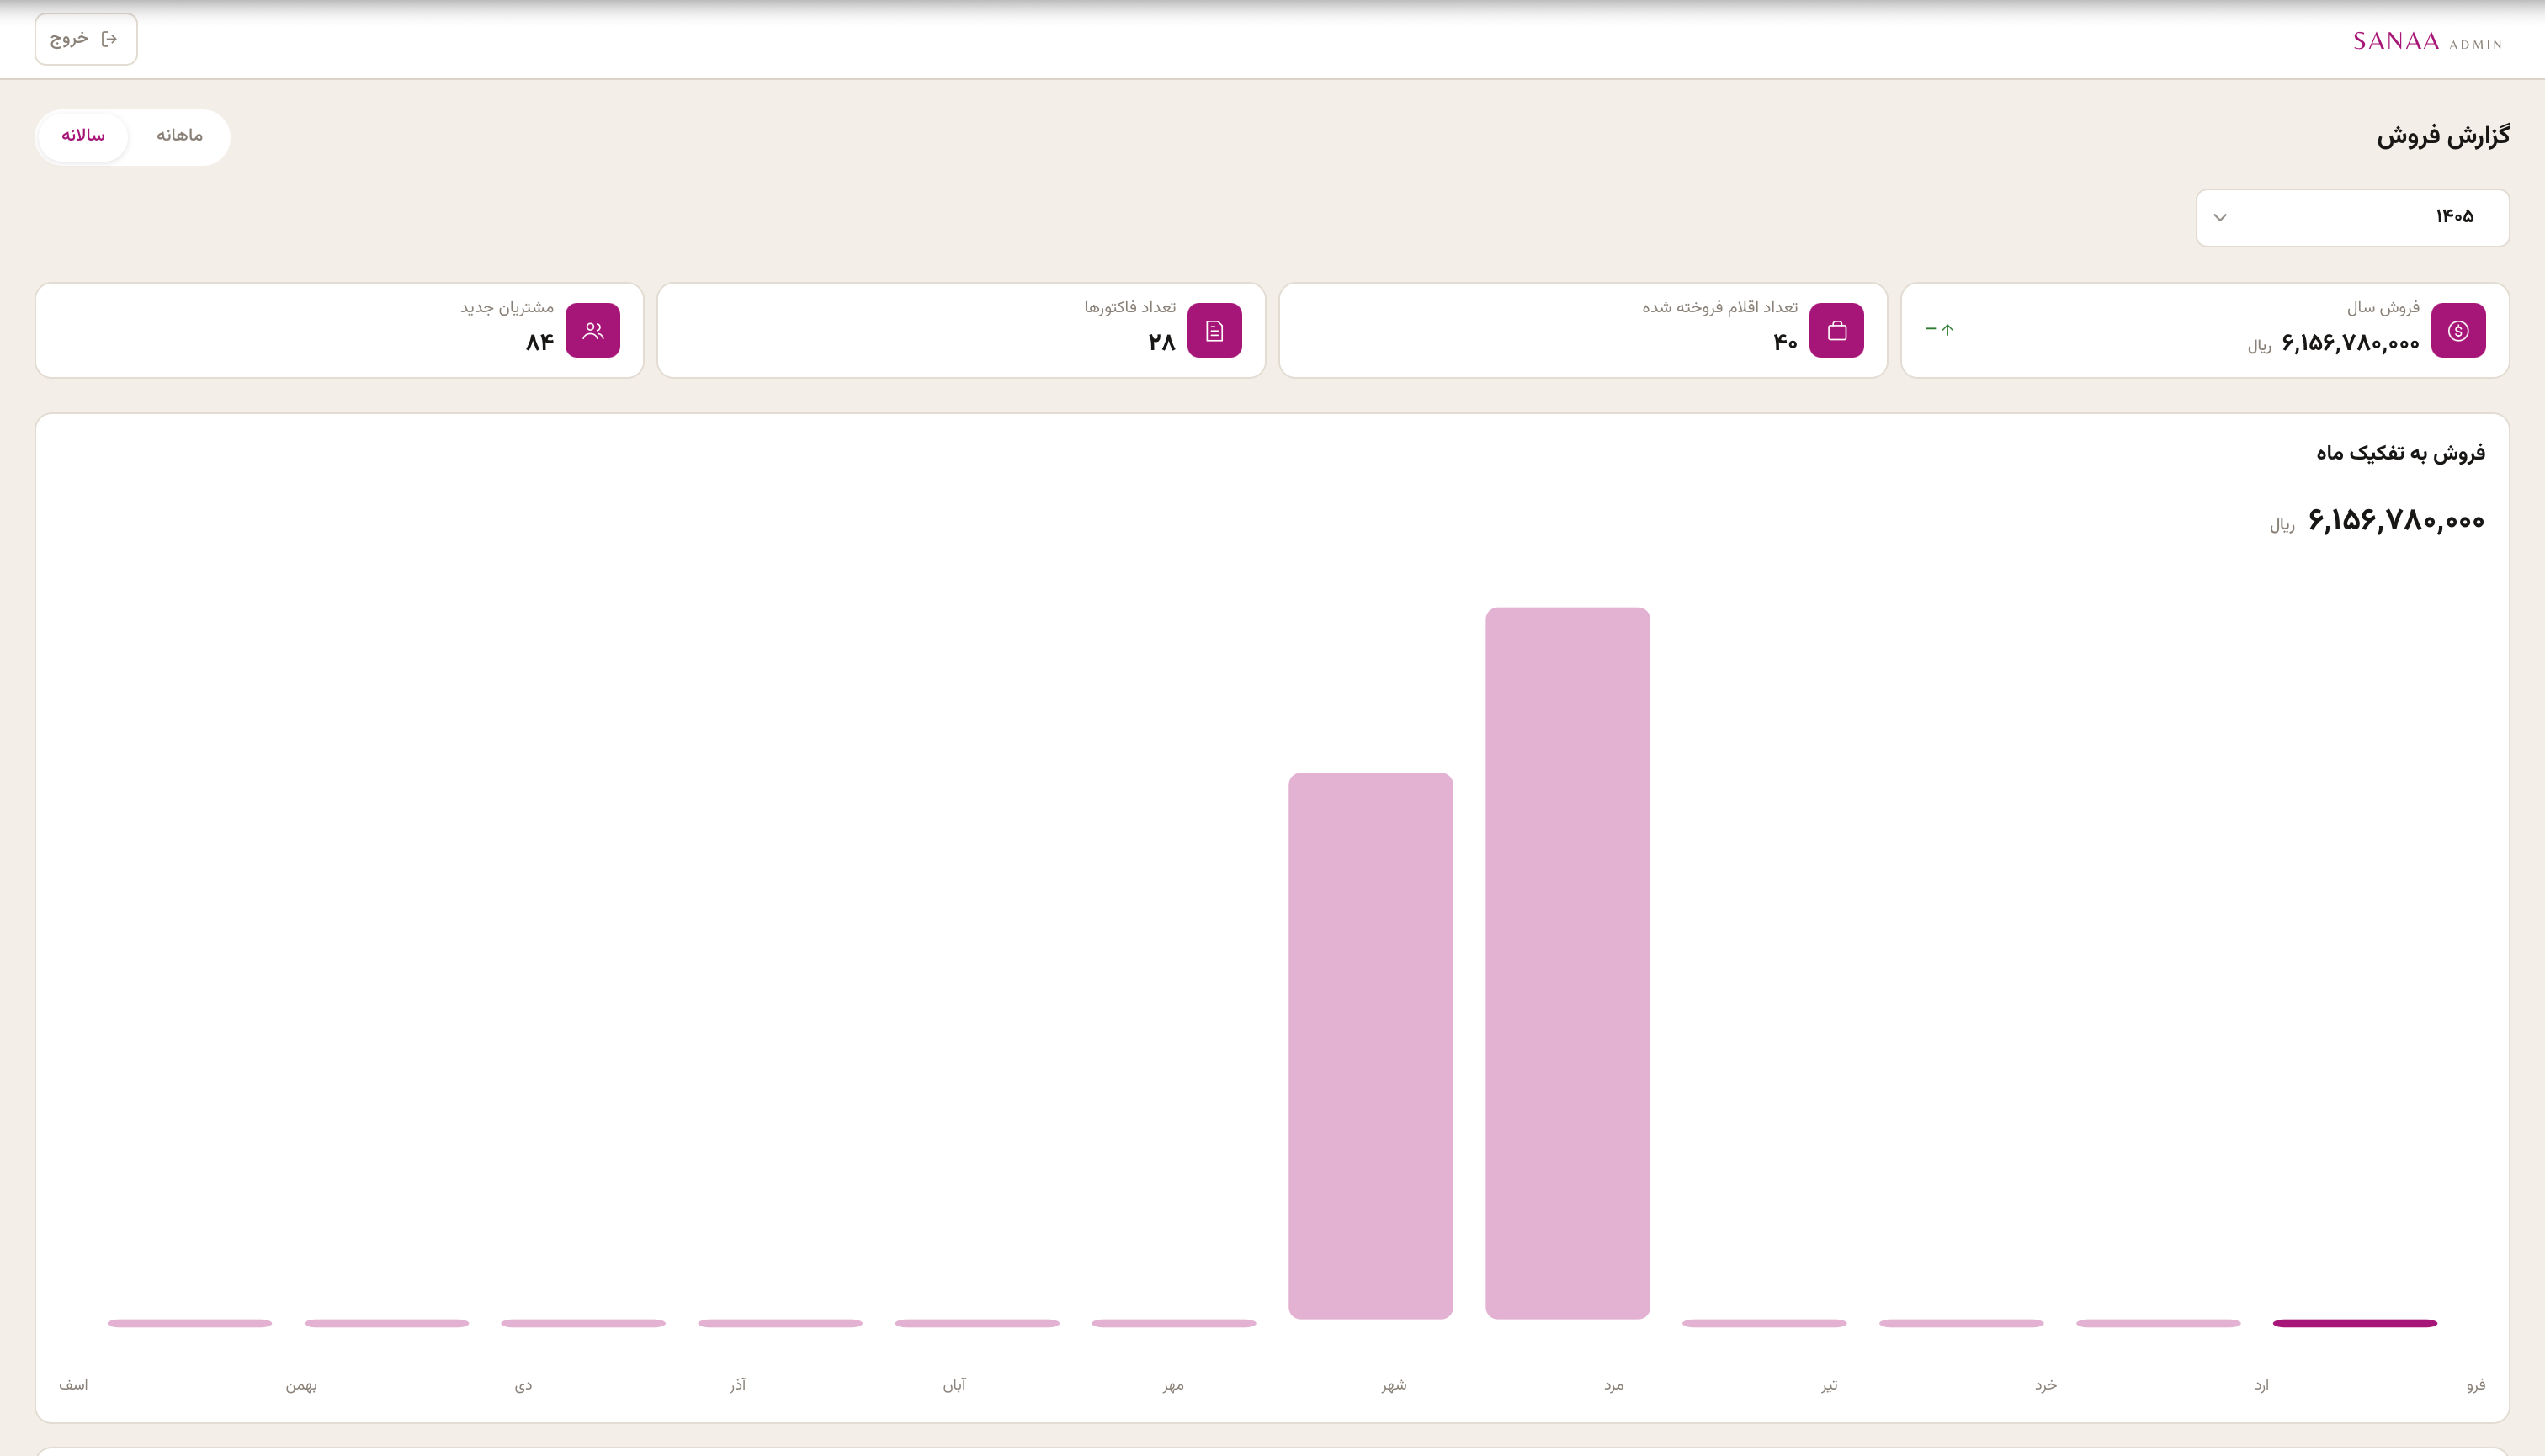 SANAA ADMIN
خروج
گزارش فروش
ماهانه
سالانه
۱۴۰۵
فروش سال
۶,۱۵۶,۷۸۰,۰۰۰ ریال
–
تعداد اقلام فروخته شده
۴۰
تعداد فاکتورها
۲۸
مشتریان جدید
۸۴
فروش به تفکیک ماه
۶,۱۵۶,۷۸۰,۰۰۰ ریال
فرو ارد خرد تیر مرد شهر مهر آبان آذر دی بهمن اسف